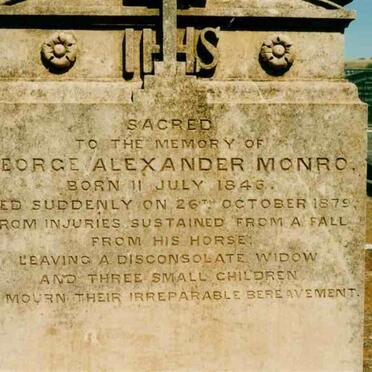 IHS
SACRED
TO THE MEMORY OF
EORGE ALEXANDER MONRO,
BORN 11 JULY 1846.
ED SUDDENLY ON 26TH OCTOBER 1879,
ROM INJURIES SUSTAINED FROM A FALL
FROM HIS HORSE:
LEAVING A DISCONSOLATE WIDOW
AND THREE SMALL CHILDREN
MOURN THEIR IRREPARABLE BEREAVEMENT.